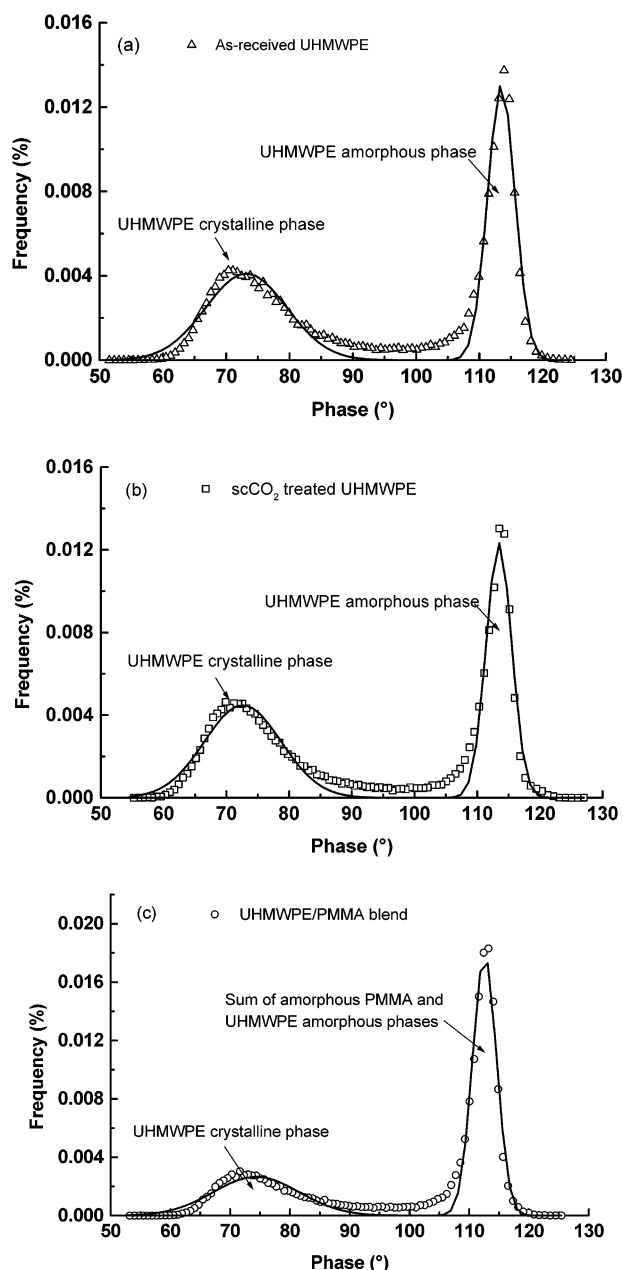 (a) As-received UHMWPE
0.016
0.012
0.008
0.004
0.000
Frequency (%)
UHMWPE amorphous phase
UHMWPE crystalline phase
50 60 70 80 90 100 110 120 130
Phase (°)
(b) scCO₂ treated UHMWPE
0.016
0.012
0.008
0.004
0.000
Frequency (%)
UHMWPE amorphous phase
UHMWPE crystalline phase
50 60 70 80 90 100 110 120 130
Phase (°)
(c) UHMWPE/PMMA blend
0.020
0.016
0.012
0.008
0.004
0.000
Frequency (%)
Sum of amorphous PMMA and
UHMWPE amorphous phases
UHMWPE crystalline phase
50 60 70 80 90 100 110 120 130
Phase (°)